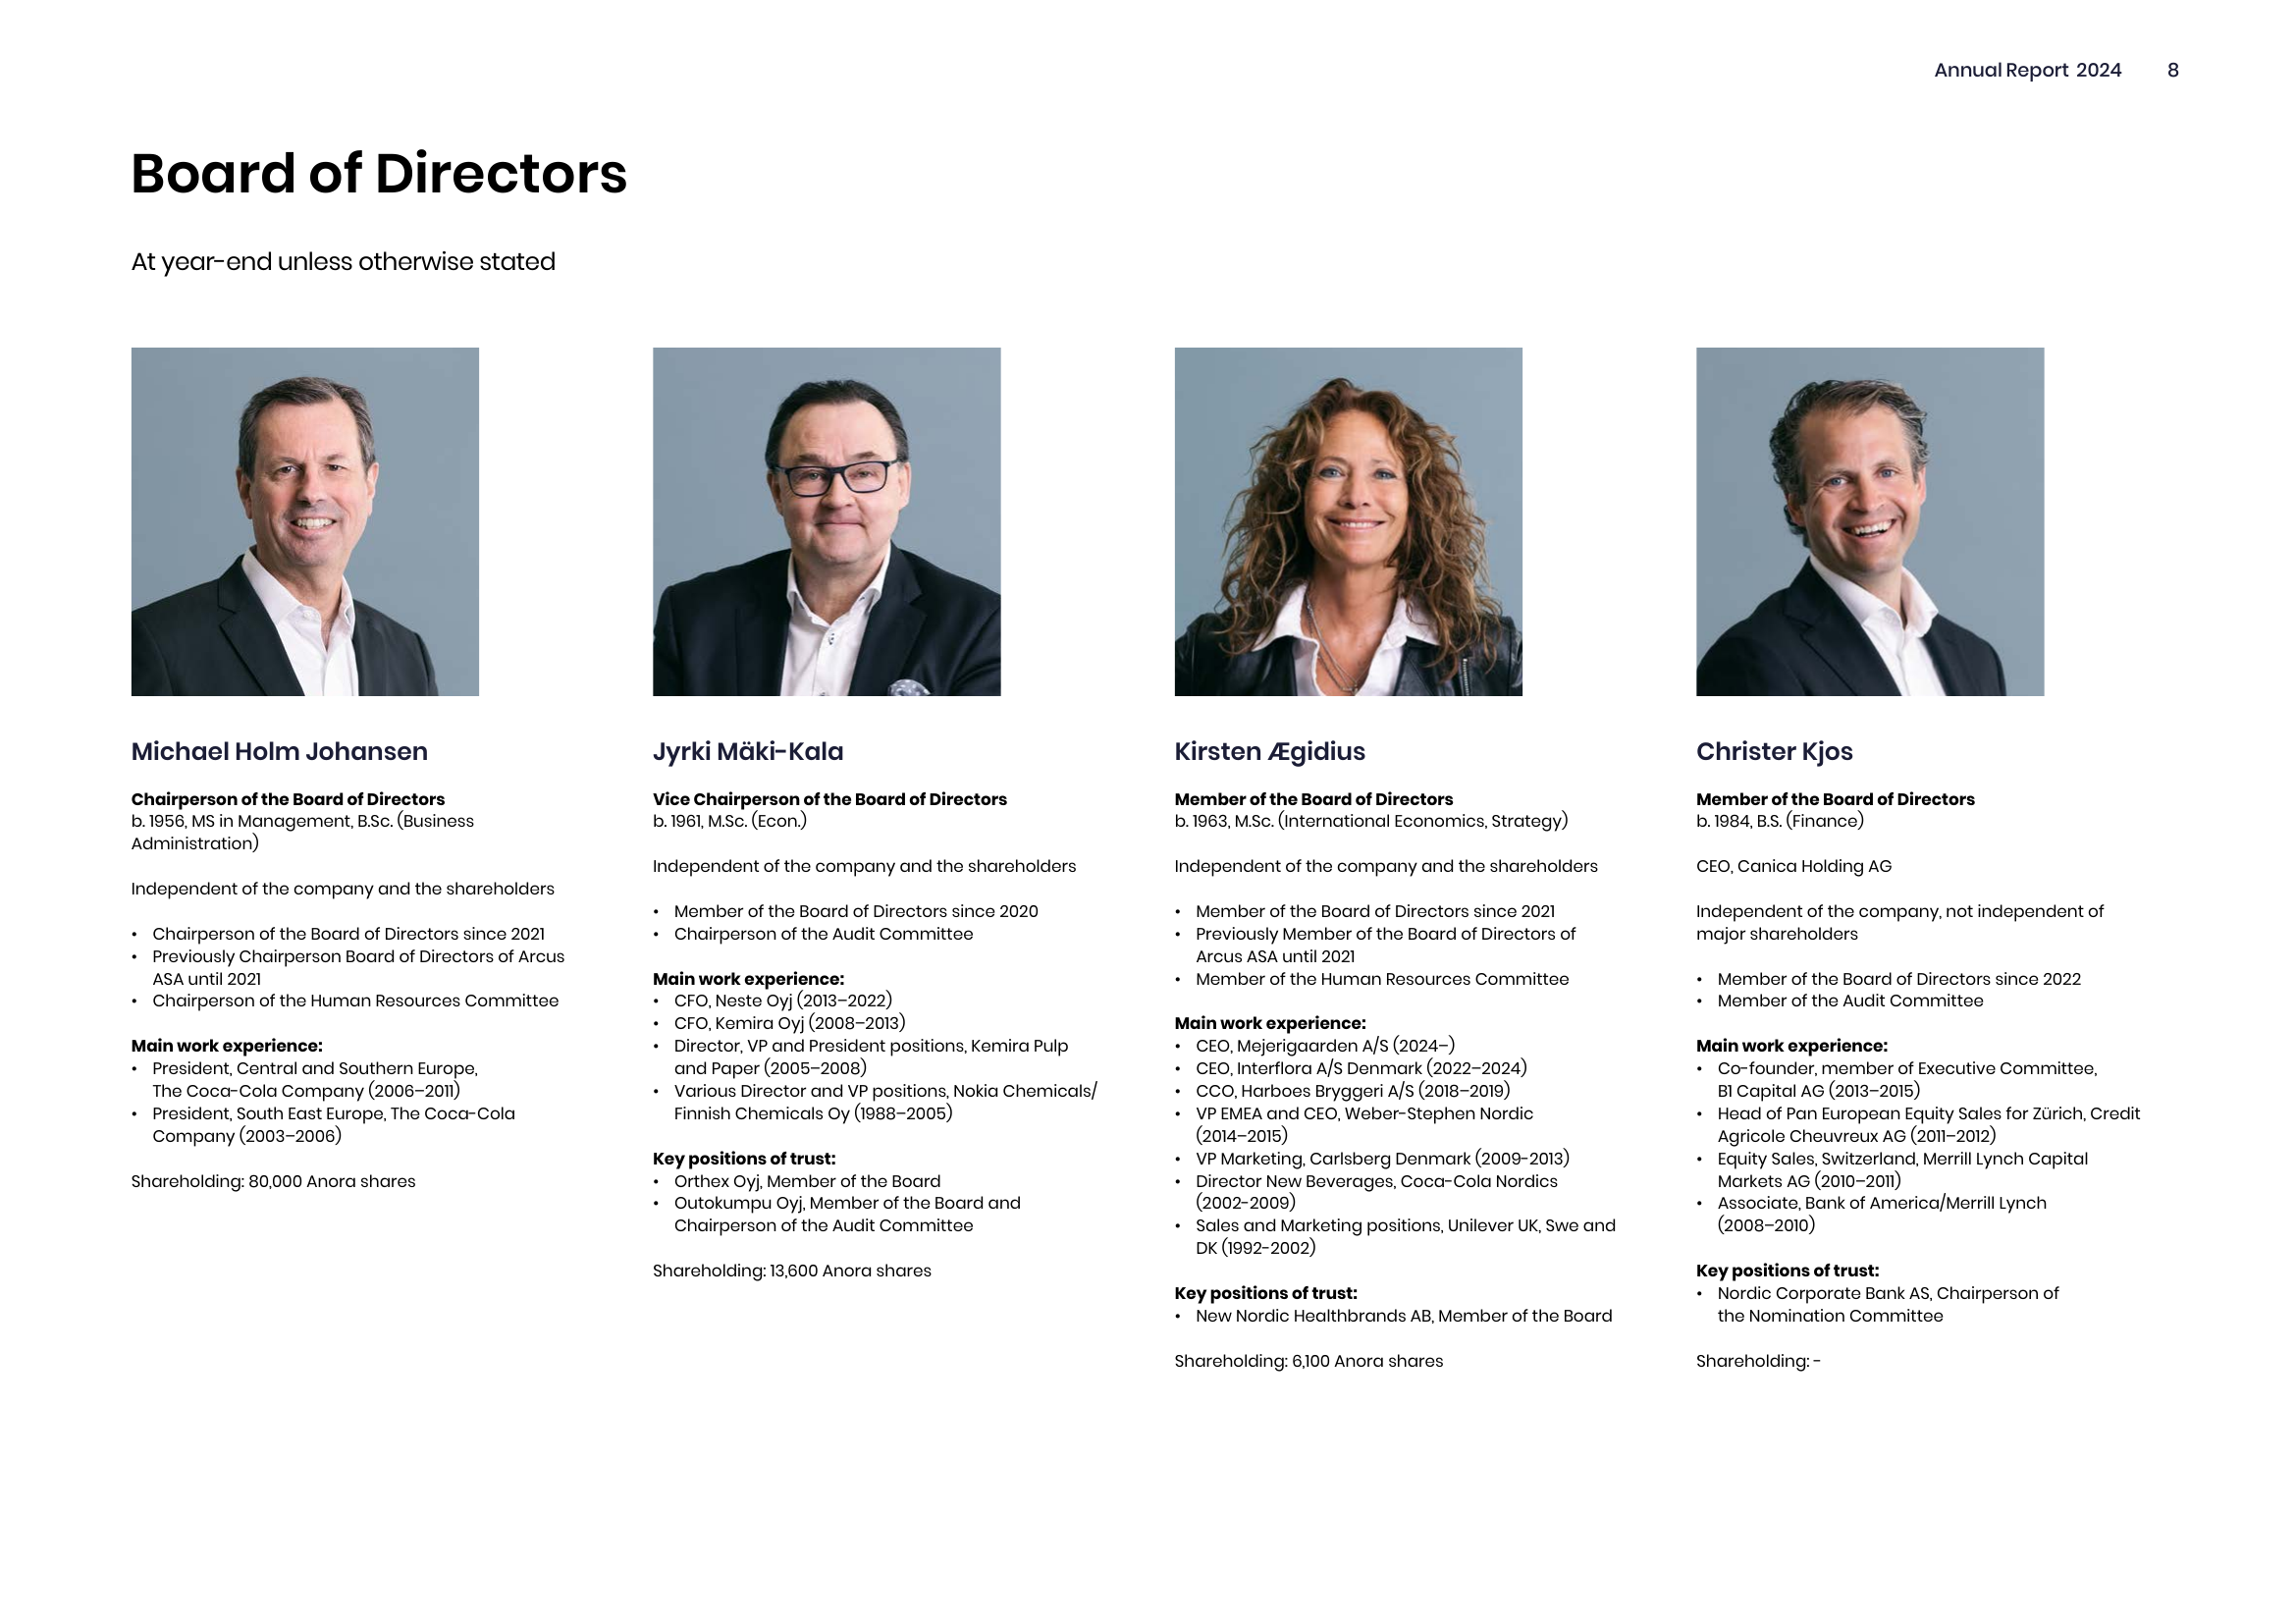 Annual Report 2024 8
Board of Directors
At year-end unless otherwise stated
Michael Holm Johansen
Chairperson of the Board of Directors
b. 1956, MS in Management, B.Sc. (Business
Administration)
Independent of the company and the shareholders
• Chairperson of the Board of Directors since 2021
• Previously Chairperson Board of Directors of Arcus
ASA until 2021
• Chairperson of the Human Resources Committee
Main work experience:
• President, Central and Southern Europe,
The Coca-Cola Company (2006–2011)
• President, South East Europe, The Coca-Cola
Company (2003–2006)
Shareholding: 80,000 Anora shares
Jyrki Mäki-Kala
Vice Chairperson of the Board of Directors
b. 1961, M.Sc. (Econ.)
Independent of the company and the shareholders
• Member of the Board of Directors since 2020
• Chairperson of the Audit Committee
Main work experience:
• CFO, Neste Oyj (2013–2022)
• CFO, Kemira Oyj (2008–2013)
• Director, VP and President positions, Kemira Pulp
and Paper (2005–2008)
• Various Director and VP positions, Nokia Chemicals/
Finnish Chemicals Oy (1988–2005)
Key positions of trust:
• Orthex Oyj, Member of the Board
• Outokumpu Oyj, Member of the Board and
Chairperson of the Audit Committee
Shareholding: 13,600 Anora shares
Kirsten Ægidius
Member of the Board of Directors
b. 1963, M.Sc. (International Economics, Strategy)
Independent of the company and the shareholders
• Member of the Board of Directors since 2021
• Previously Member of the Board of Directors of
Arcus ASA until 2021
• Member of the Human Resources Committee
Main work experience:
• CEO, Mejerigaarden A/S (2024–)
• CEO, Interflora A/S Denmark (2022–2024)
• CCO, Harboes Bryggeri A/S (2018–2019)
• VP EMEA and CEO, Weber-Stephen Nordic
(2014–2015)
• VP Marketing, Carlsberg Denmark (2009-2013)
• Director New Beverages, Coca-Cola Nordics
(2002-2009)
• Sales and Marketing positions, Unilever UK, Swe and
DK (1992-2002)
Key positions of trust:
• New Nordic Healthbrands AB, Member of the Board
Shareholding: 6,100 Anora shares
Christer Kjos
Member of the Board of Directors
b. 1984, B.S. (Finance)
CEO, Canica Holding AG
Independent of the company, not independent of
major shareholders
• Member of the Board of Directors since 2022
• Member of the Audit Committee
Main work experience:
• Co-founder, member of Executive Committee,
B1 Capital AG (2013–2015)
• Head of Pan European Equity Sales for Zürich, Credit
Agricole Cheuvreux AG (2011–2012)
• Equity Sales, Switzerland, Merrill Lynch Capital
Markets AG (2010–2011)
• Associate, Bank of America/Merrill Lynch
(2008–2010)
Key positions of trust:
• Nordic Corporate Bank AS, Chairperson of
the Nomination Committee
Shareholding: -